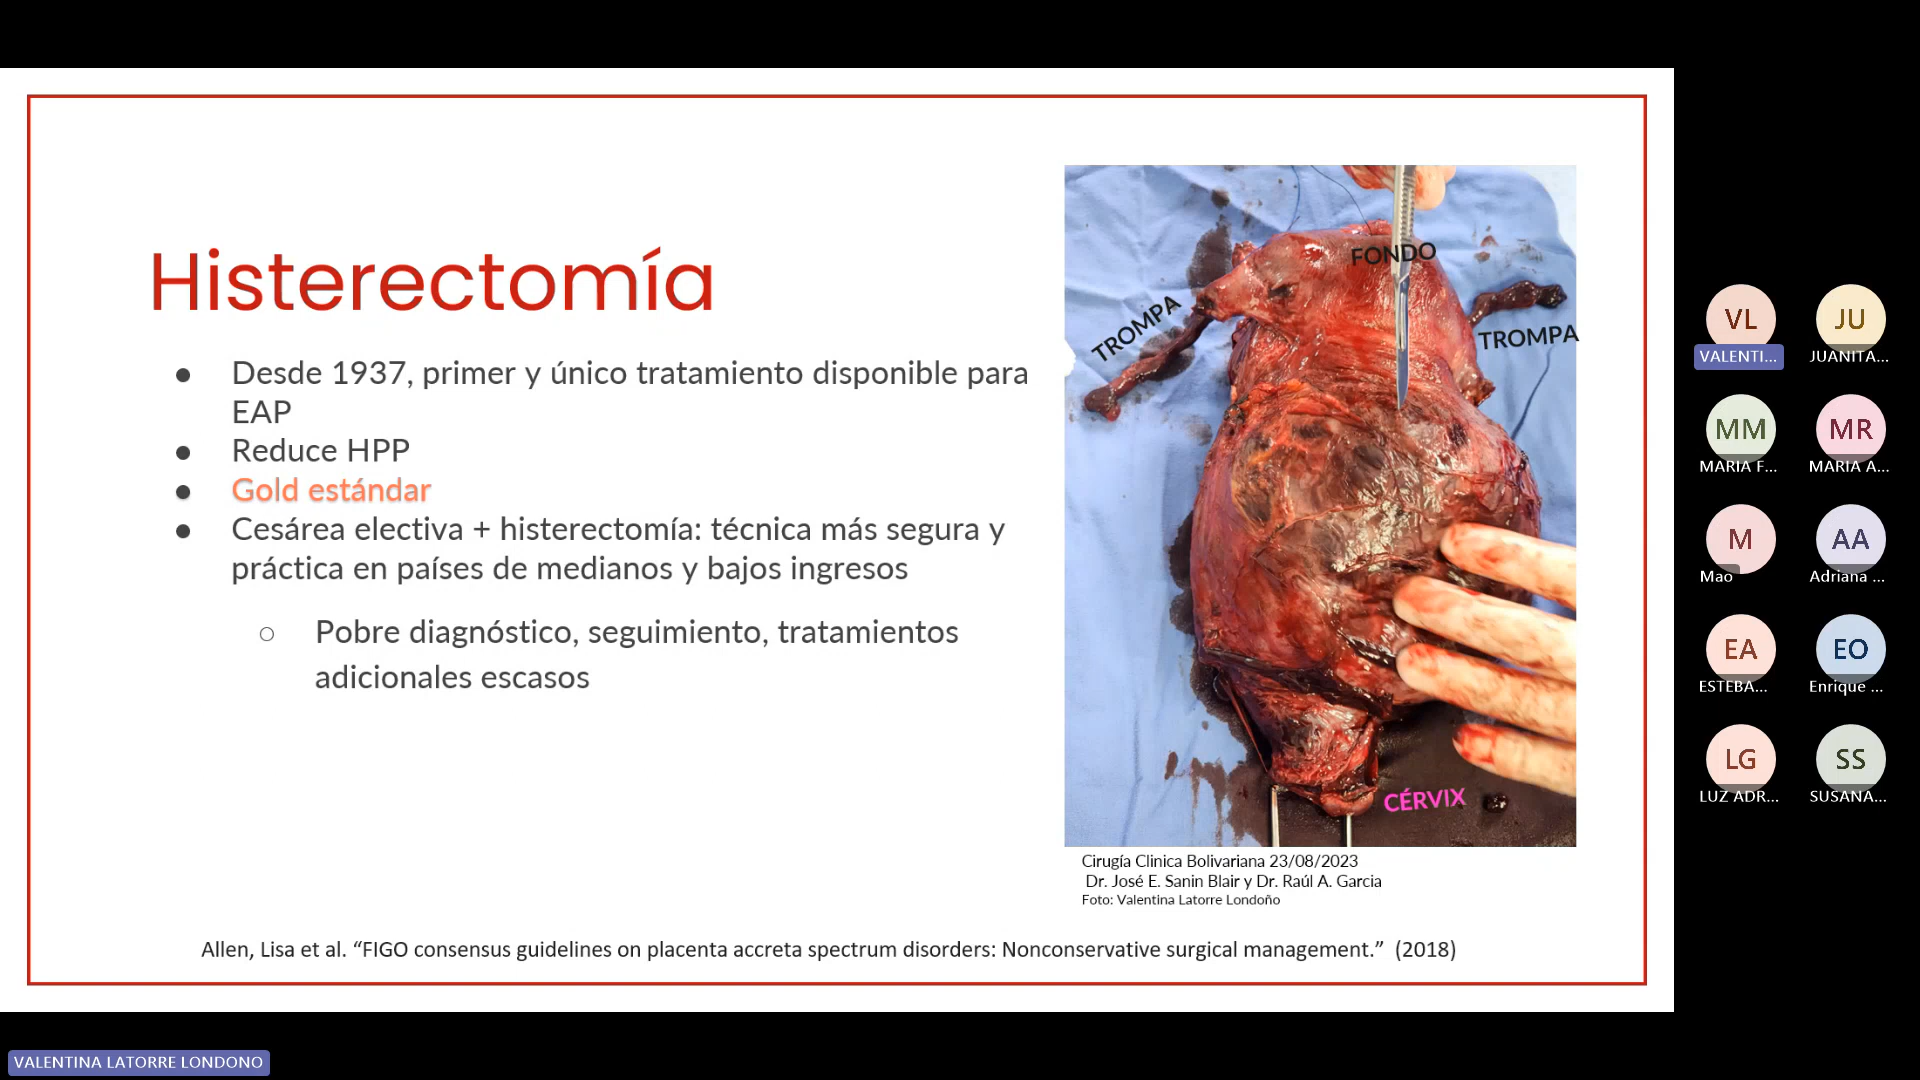 Histerectomía
● Desde 1937, primer y único tratamiento disponible para
EAP
● Reduce HPP
● Gold estándar
● Cesárea electiva + histerectomía: técnica más segura y
práctica en países de medianos y bajos ingresos
○ Pobre diagnóstico, seguimiento, tratamientos
adicionales escasos
FONDO
TROMPA
TROMPA
CÉRVIX
Cirugía Clinica Bolivariana 23/08/2023
Dr. José E. Sanin Blair y Dr. Raúl A. Garcia
Foto: Valentina Latorre Londoño
Allen, Lisa et al. “FIGO consensus guidelines on placenta accreta spectrum disorders: Nonconservative surgical management.” (2018)
VL
VALENTI...
JU
JUANITA...
MM
MARIA F...
MR
MARIA A...
M
Mao
AA
Adriana ...
EA
ESTEBA...
EO
Enrique ...
LG
LUZ ADR...
SS
SUSANA...
VALENTINA LATORRE LONDONO